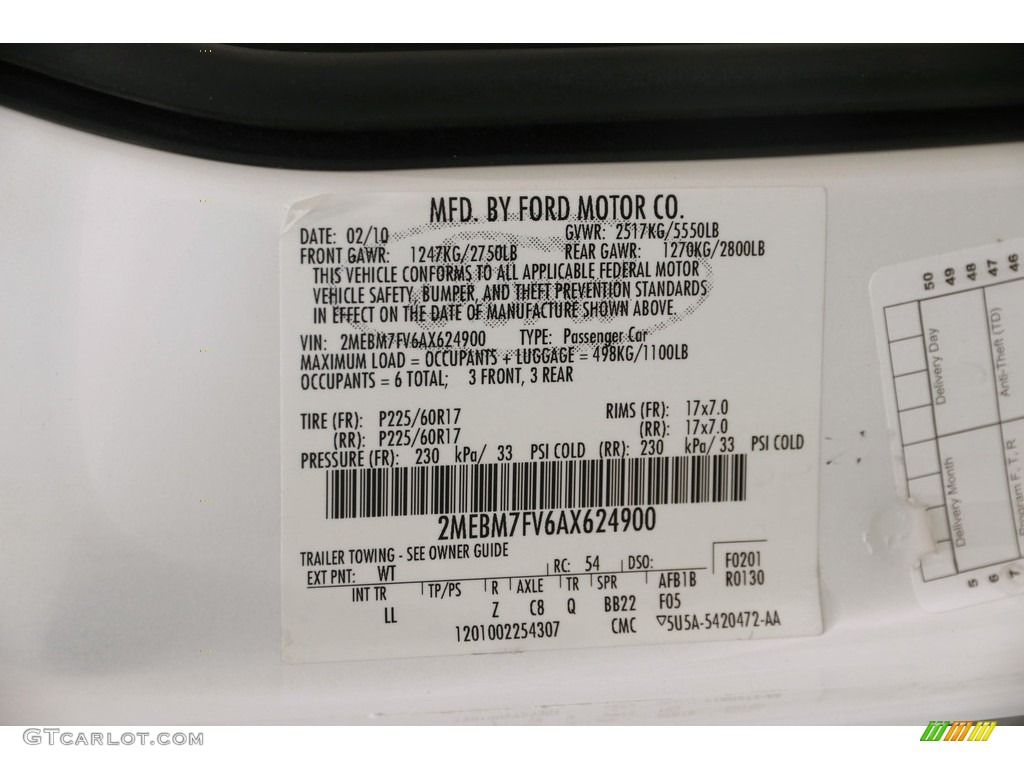 MFD. BY FORD MOTOR CO.
DATE: 02/10 GVWR: 2517KG/5550LB
FRONT GAWR: 1247KG/2750LB REAR GAWR: 1270KG/2800LB
THIS VEHICLE CONFORMS TO ALL APPLICABLE FEDERAL MOTOR
VEHICLE SAFETY, BUMPER, AND THEFT PREVENTION STANDARDS
IN EFFECT ON THE DATE OF MANUFACTURE SHOWN ABOVE.
VIN: 2MEBM7FV6AX624900 TYPE: Passenger Car
MAXIMUM LOAD = OCCUPANTS + LUGGAGE = 498KG/1100LB
OCCUPANTS = 6 TOTAL; 3 FRONT, 3 REAR
TIRE (FR): P225/60R17 RIMS (FR): 17x7.0
(RR): P225/60R17 (RR): 17x7.0
PRESSURE (FR): 230 kPa/ 33 PSI COLD (RR): 230 kPa/ 33 PSI COLD
2MEBM7FV6AX624900
TRAILER TOWING - SEE OWNER GUIDE
EXT PNT: WT RC: 54 DSO: F0201
INT TR TP/PS R AXLE TR SPR AFB1B R0130
LL Z C8 Q BB22 F05
1201002254307 CMC ▽5U5A-5420472-AA
50 49 48 47 46
Delivery Day
Anti-Theft (TD)
Delivery Month
Program F, T, R
5 6 7
GTCarlot.com